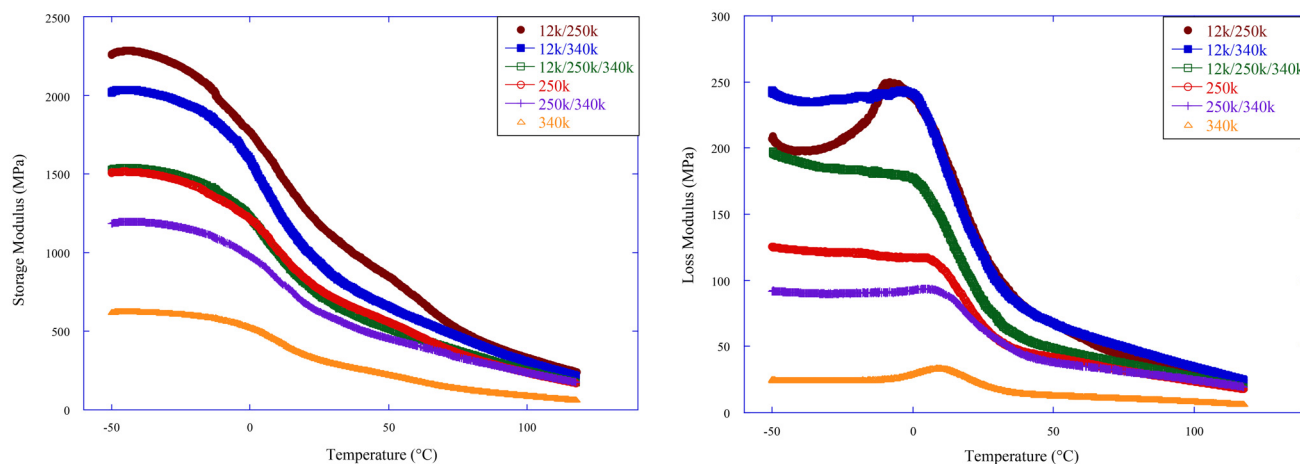 2500
2000
1500
1000
500
0
-50
0
50
100
Storage Modulus (MPa)
Temperature (°C)
12k/250k
12k/340k
12k/250k/340k
250k
250k/340k
340k
300
250
200
150
100
50
0
-50
0
50
100
Loss Modulus (MPa)
Temperature (°C)
12k/250k
12k/340k
12k/250k/340k
250k
250k/340k
340k